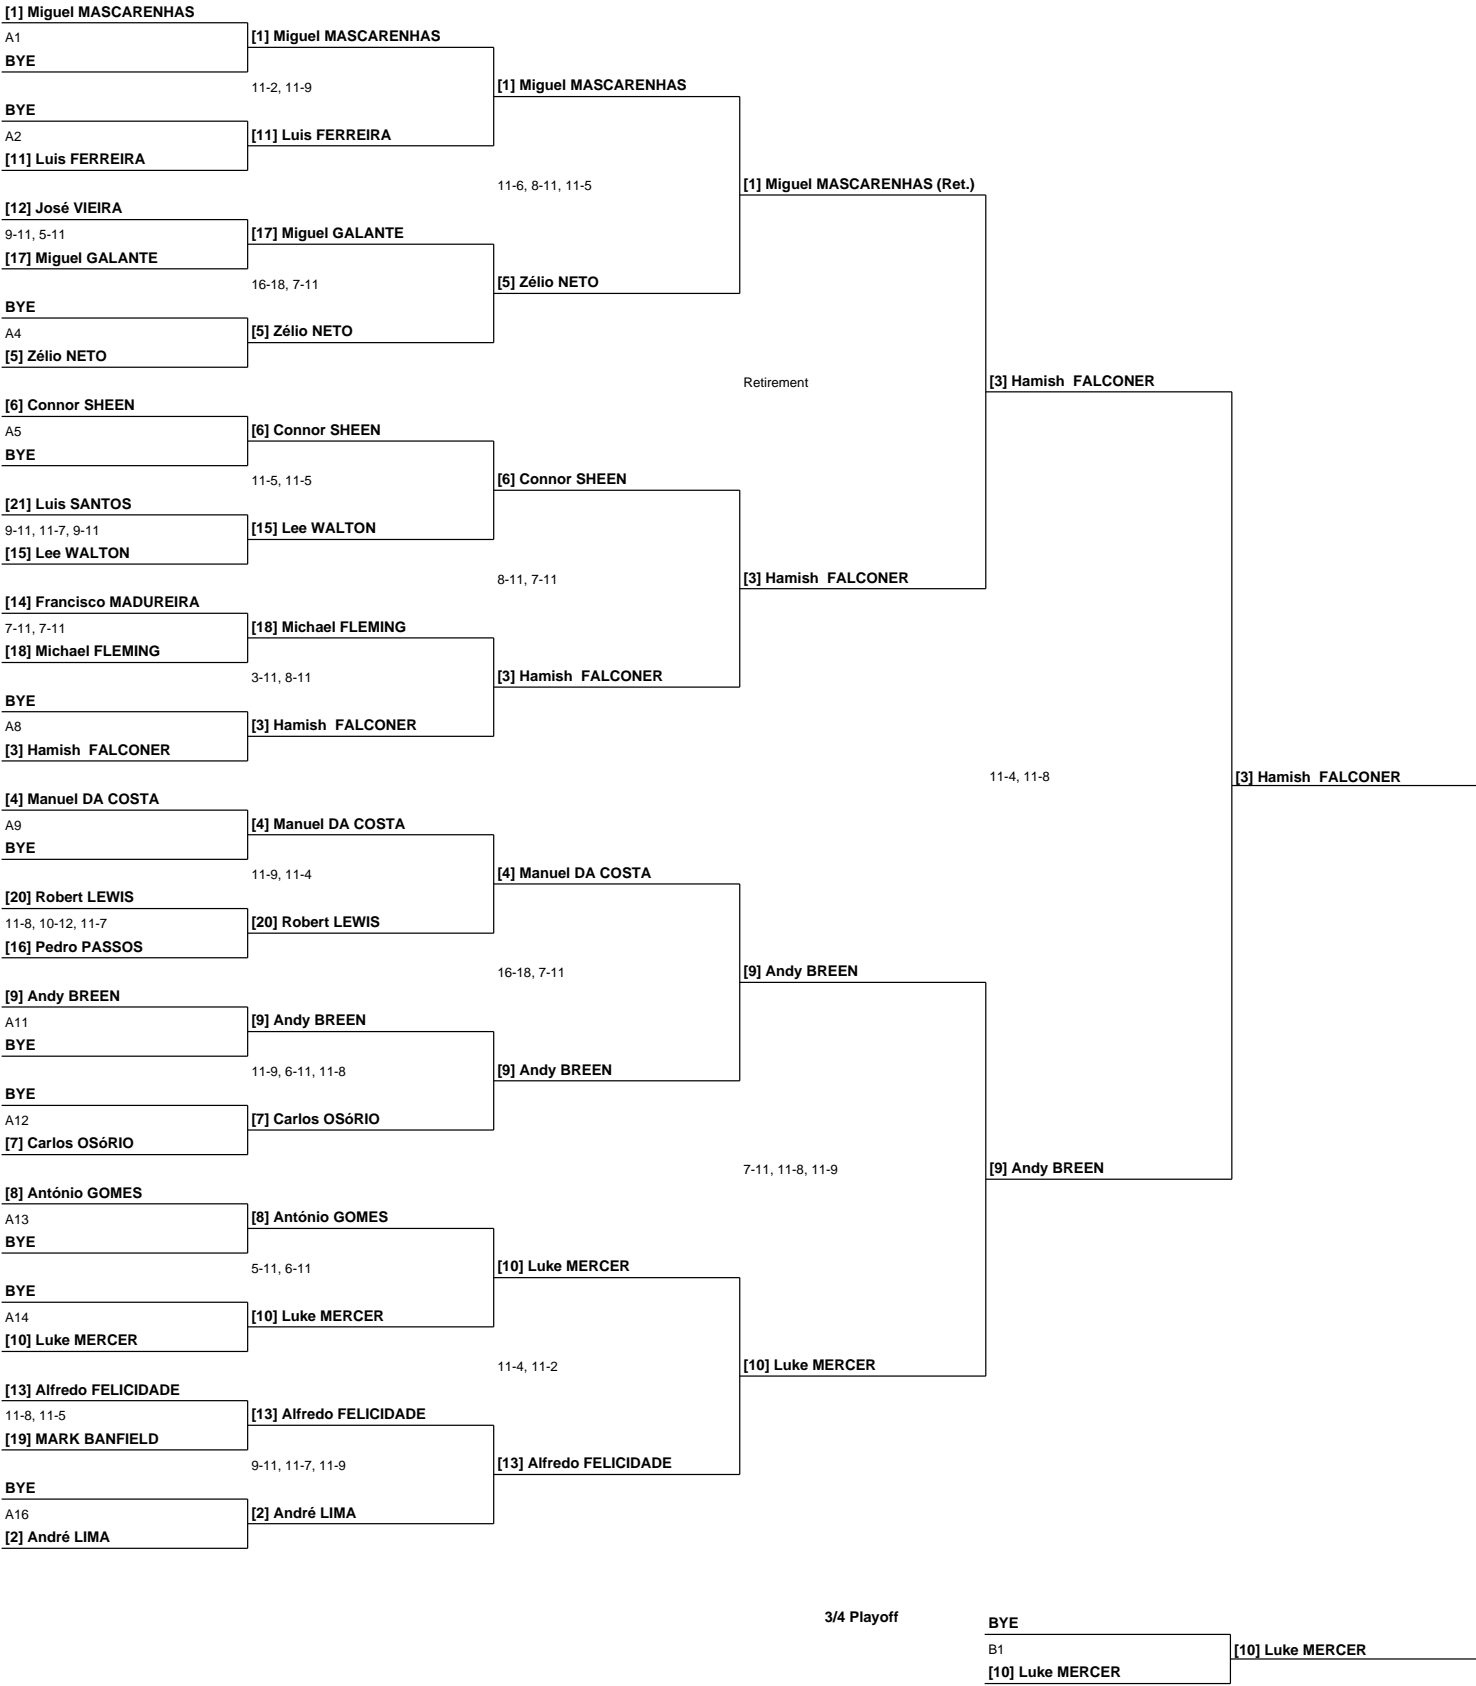 [1] Miguel MASCARENHAS
A1
[1] Miguel MASCARENHAS
BYE
11-2, 11-9
[1] Miguel MASCARENHAS
BYE
A2
[11] Luis FERREIRA
[11] Luis FERREIRA
11-6, 8-11, 11-5
[1] Miguel MASCARENHAS (Ret.)
[12] José VIEIRA
9-11, 5-11
[17] Miguel GALANTE
[17] Miguel GALANTE
16-18, 7-11
[5] Zélio NETO
BYE
A4
[5] Zélio NETO
[5] Zélio NETO
Retirement
[3] Hamish  FALCONER
[6] Connor SHEEN
A5
[6] Connor SHEEN
BYE
11-5, 11-5
[6] Connor SHEEN
[21] Luis SANTOS
9-11, 11-7, 9-11
[15] Lee WALTON
[15] Lee WALTON
8-11, 7-11
[3] Hamish  FALCONER
[14] Francisco MADUREIRA
7-11, 7-11
[18] Michael FLEMING
[18] Michael FLEMING
3-11, 8-11
[3] Hamish  FALCONER
BYE
A8
[3] Hamish  FALCONER
[3] Hamish  FALCONER
11-4, 11-8
[3] Hamish  FALCONER
[4] Manuel DA COSTA
A9
[4] Manuel DA COSTA
BYE
11-9, 11-4
[4] Manuel DA COSTA
[20] Robert LEWIS
11-8, 10-12, 11-7
[20] Robert LEWIS
[16] Pedro PASSOS
16-18, 7-11
[9] Andy BREEN
[9] Andy BREEN
A11
[9] Andy BREEN
BYE
11-9, 6-11, 11-8
[9] Andy BREEN
BYE
A12
[7] Carlos OSóRIO
[7] Carlos OSóRIO
7-11, 11-8, 11-9
[9] Andy BREEN
[8] António GOMES
A13
[8] António GOMES
BYE
5-11, 6-11
[10] Luke MERCER
BYE
A14
[10] Luke MERCER
[10] Luke MERCER
11-4, 11-2
[10] Luke MERCER
[13] Alfredo FELICIDADE
11-8, 11-5
[13] Alfredo FELICIDADE
[19] MARK BANFIELD
9-11, 11-7, 11-9
[13] Alfredo FELICIDADE
BYE
A16
[2] André LIMA
[2] André LIMA
3/4 Playoff
BYE
B1
[10] Luke MERCER
[10] Luke MERCER